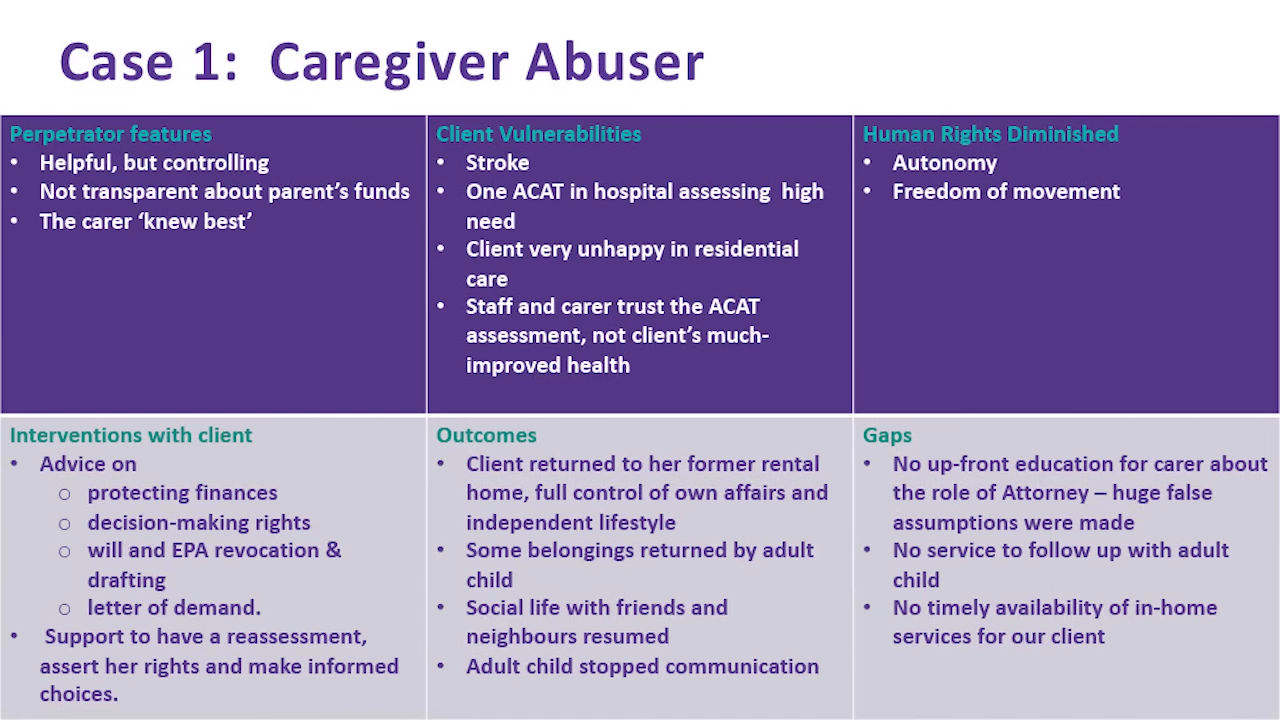 Case 1:  Caregiver Abuser
Perpetrator features
• Helpful, but controlling
• Not transparent about parent’s funds
• The carer ‘knew best’
Client Vulnerabilities
• Stroke
• One ACAT in hospital assessing  high
need
• Client very unhappy in residential
care
• Staff and carer trust the ACAT
assessment, not client’s much-
improved health
Human Rights Diminished
• Autonomy
• Freedom of movement
Interventions with client
• Advice on
o protecting finances
o decision-making rights
o will and EPA revocation &
drafting
o letter of demand.
• Support to have a reassessment,
assert her rights and make informed
choices.
Outcomes
• Client returned to her former rental
home, full control of own affairs and
independent lifestyle
• Some belongings returned by adult
child
• Social life with friends and
neighbours resumed
• Adult child stopped communication
Gaps
• No up-front education for carer about
the role of Attorney – huge false
assumptions were made
• No service to follow up with adult
child
• No timely availability of in-home
services for our client